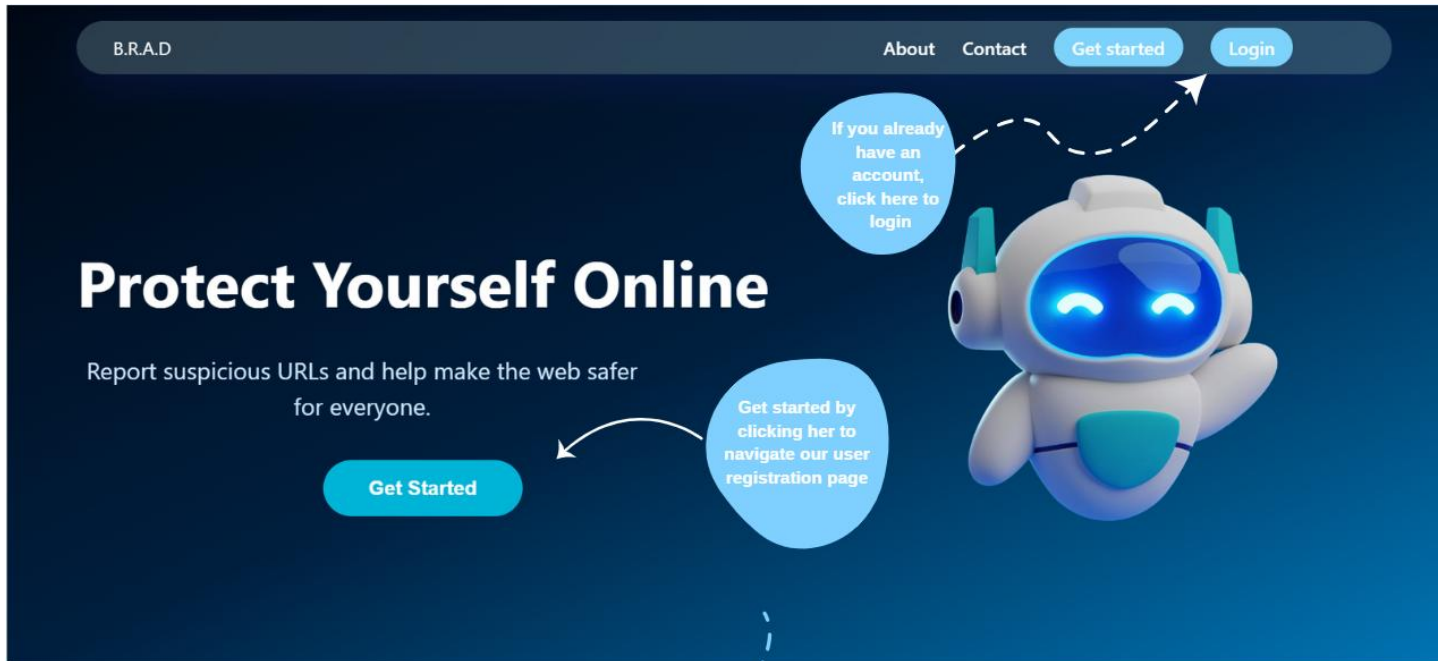 B.R.A.D
About
Contact
Get started
Login
If you already
have an
account,
click here to
login
Protect Yourself Online
Report suspicious URLs and help make the web safer
for everyone.
Get started by
clicking her to
navigate our user
registration page
Get Started